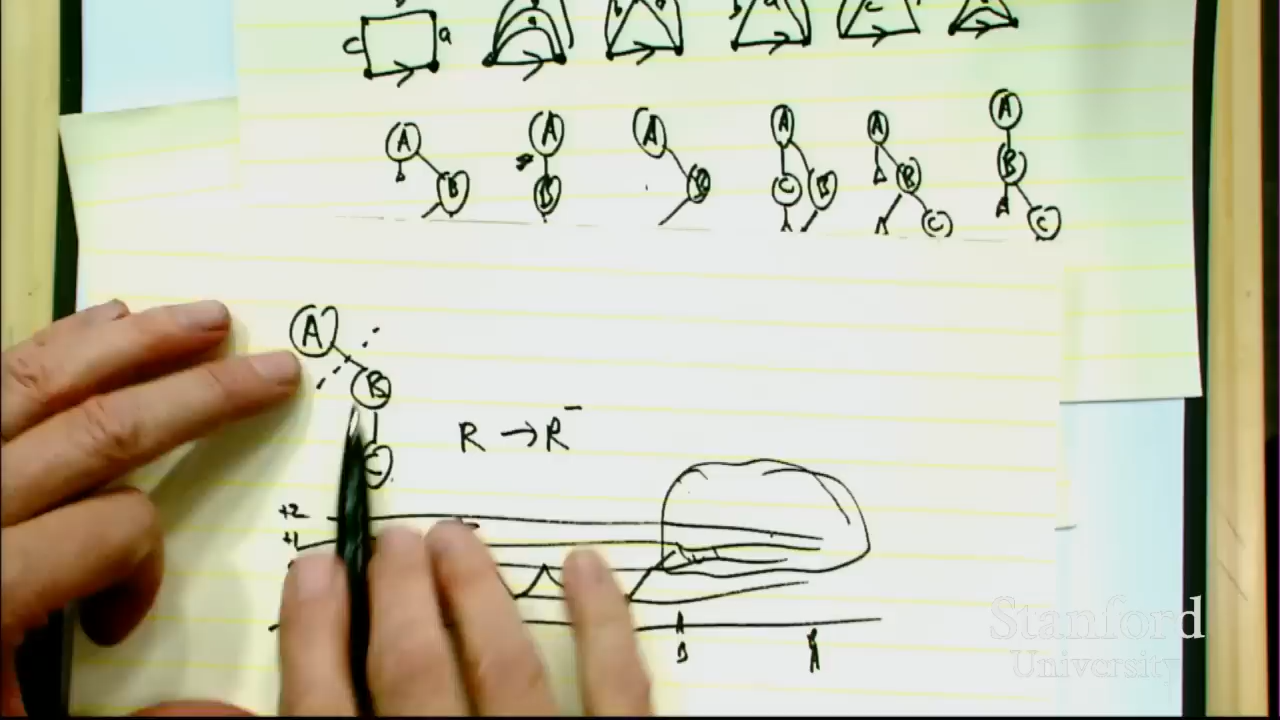 c a b a b a c
A A A A A A
B B B C B B B
C C
A
B
R → R⁻
C
+2
+1
B A
Stanford
University